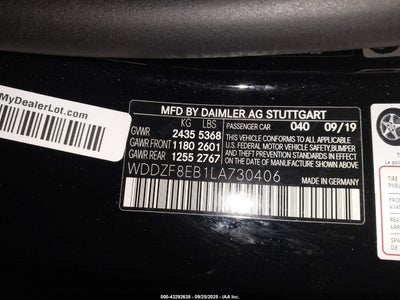 MyDealerLot.com
MFD BY DAIMLER AG STUTTGART
KG LBS
GVWR 2435 5368
GAWR FRONT 1180 2601
GAWR REAR 1255 2767
PASSENGER CAR 040 09/19
THIS VEHICLE CONFORMS TO ALL APPLICABLE
U.S. FEDERAL MOTOR VEHICLE SAFETY, BUMPER
AND THEFT PREVENTION STANDARDS IN EFFECT
ON THE DATE OF MANUFACTURE SHOWN ABOVE.
MADE IN GERMANY
WDDZF8EB1LA730406
000-43292635 - 09/25/2025 - IAAI.COM